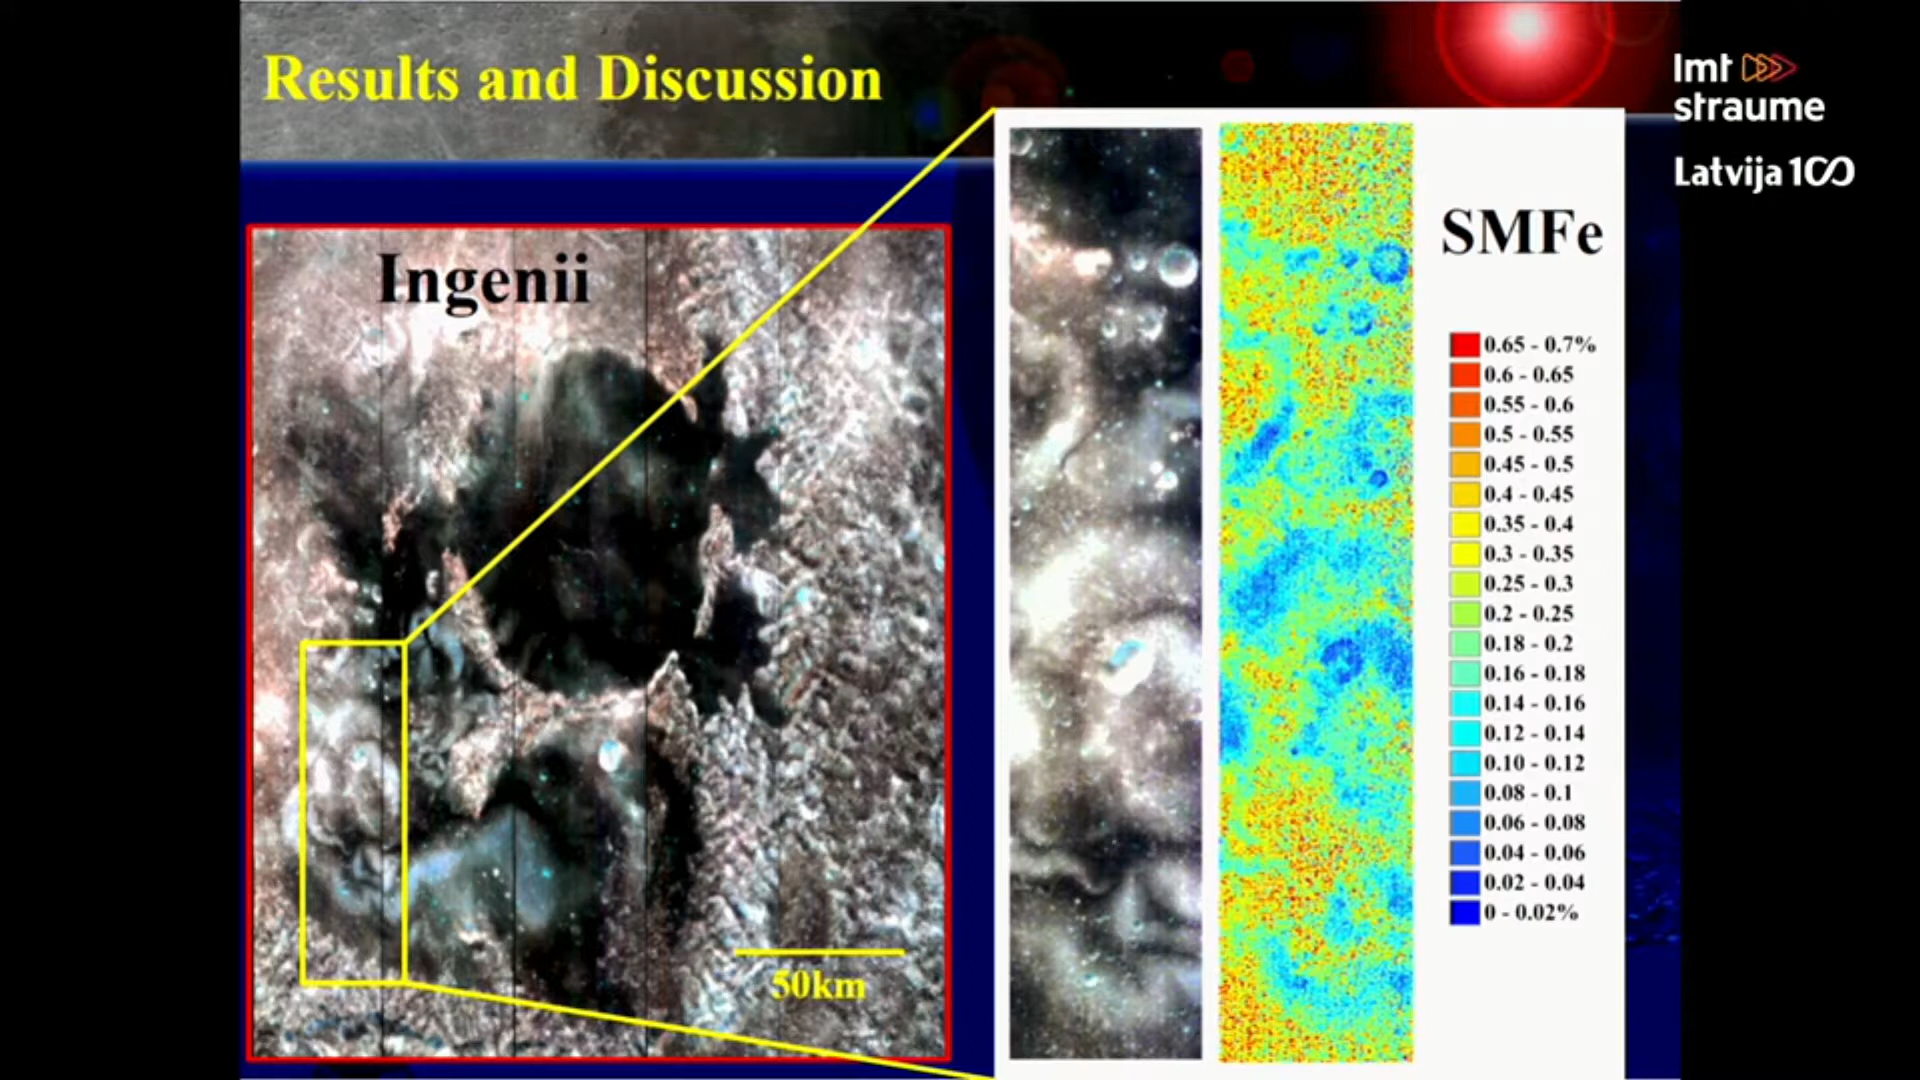 Results and Discussion
lmt
straume
Latvija100
Ingenii
50km
SMFe
0.65 - 0.7%
0.6 - 0.65
0.55 - 0.6
0.5 - 0.55
0.45 - 0.5
0.4 - 0.45
0.35 - 0.4
0.3 - 0.35
0.25 - 0.3
0.2 - 0.25
0.18 - 0.2
0.16 - 0.18
0.14 - 0.16
0.12 - 0.14
0.10 - 0.12
0.08 - 0.1
0.06 - 0.08
0.04 - 0.06
0.02 - 0.04
0 - 0.02%